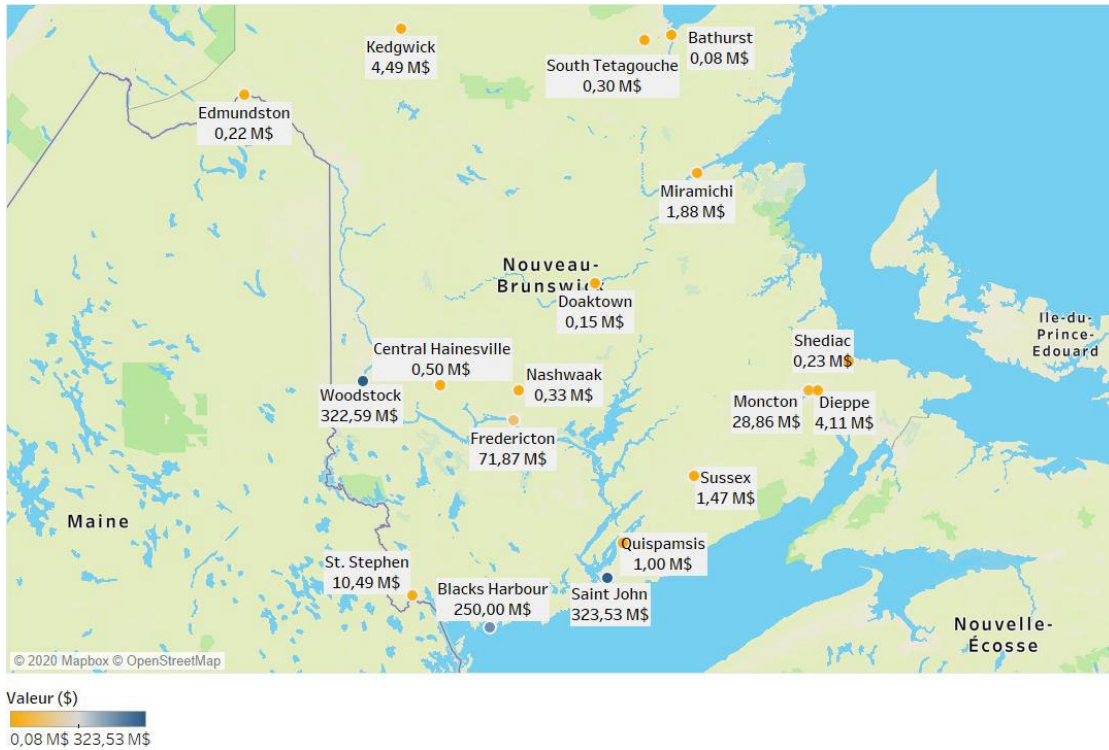 Kedgwick
4,49 M$
Bathurst
0,08 M$
South Tetagouche
0,30 M$
Edmundston
0,22 M$
Miramichi
1,88 M$
Nouveau-
Brunswick
Doaktown
0,15 M$
Ile-du-
Prince-
Edouard
Shediac
0,23 M$
Central Hainesville
0,50 M$
Nashwaak
0,33 M$
Woodstock
322,59 M$
Moncton
28,86 M$
Dieppe
4,11 M$
Fredericton
71,87 M$
Sussex
1,47 M$
Maine
Quispamsis
1,00 M$
St. Stephen
10,49 M$
Blacks Harbour
250,00 M$
Saint John
323,53 M$
Nouvelle-
Écosse
© 2020 Mapbox © OpenStreetMap
Valeur ($)
0,08 M$ 323,53 M$